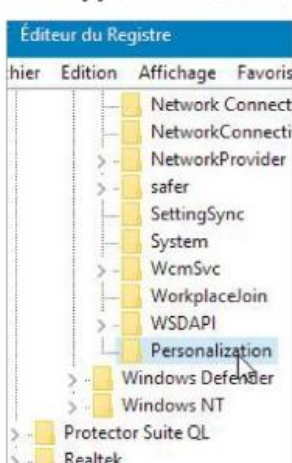 Éditeur du Registre
hier Edition Affichage Favoris
Network Connect
NetworkConnecti
NetworkProvider
safer
SettingSync
System
WcmSvc
WorkplaceJoin
WSDAPI
Personalization
Windows Defender
Windows NT
Protector Suite QL
Realtek